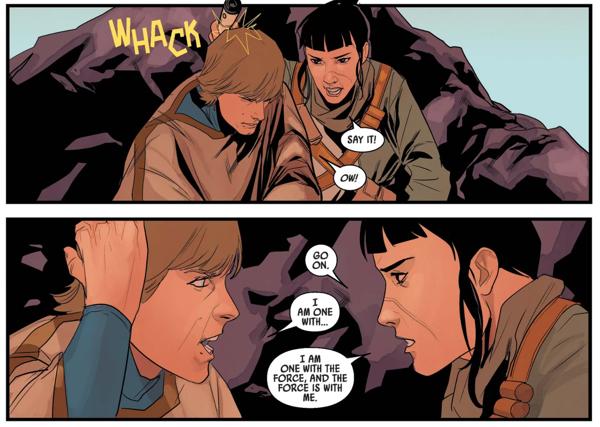 WHACK
SAY IT!
OW!
GO
ON.
I
AM ONE
WITH...
I AM
ONE WITH THE
FORCE, AND THE
FORCE IS WITH
ME.